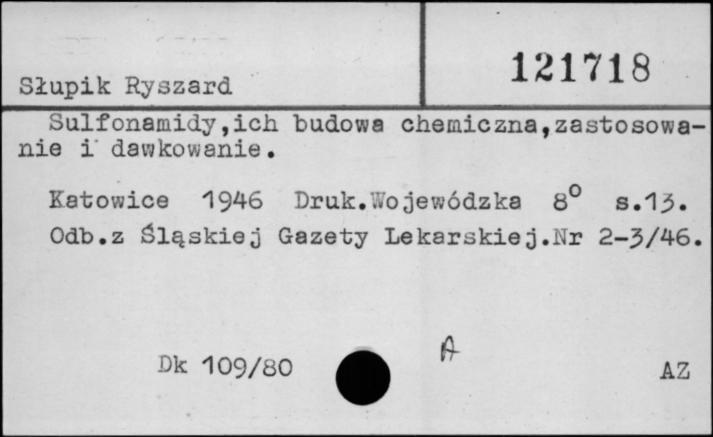 121718
Słupik Ryszard
Sulfonamidy,ich budowa chemiczna,zastosowa-
nie i dawkowanie.
Katowice 1946 Druk.Wojewódzka 8° s.13.
Odb.z Śląskiej Gazety Lekarskiej.Nr 2-3/46.
A
Dk 109/80
AZ